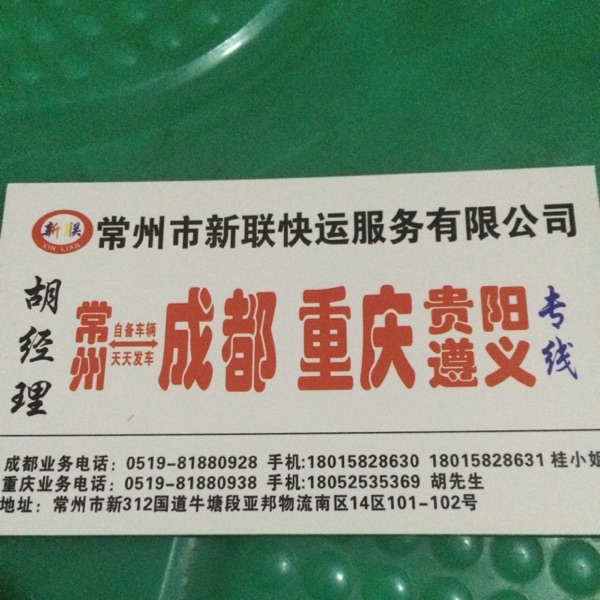 新联
XIN LIAN
常州市新联快运服务有限公司
胡经理
常州
自备车辆
天天发车
成都 重庆
贵阳
遵义
专线
成都业务电话：0519-81880928 手机:18015828630 18015828631 桂小姐
重庆业务电话：0519-81880938 手机:18052535369 胡先生
地址：常州市新312国道牛塘段亚邦物流南区14区101-102号